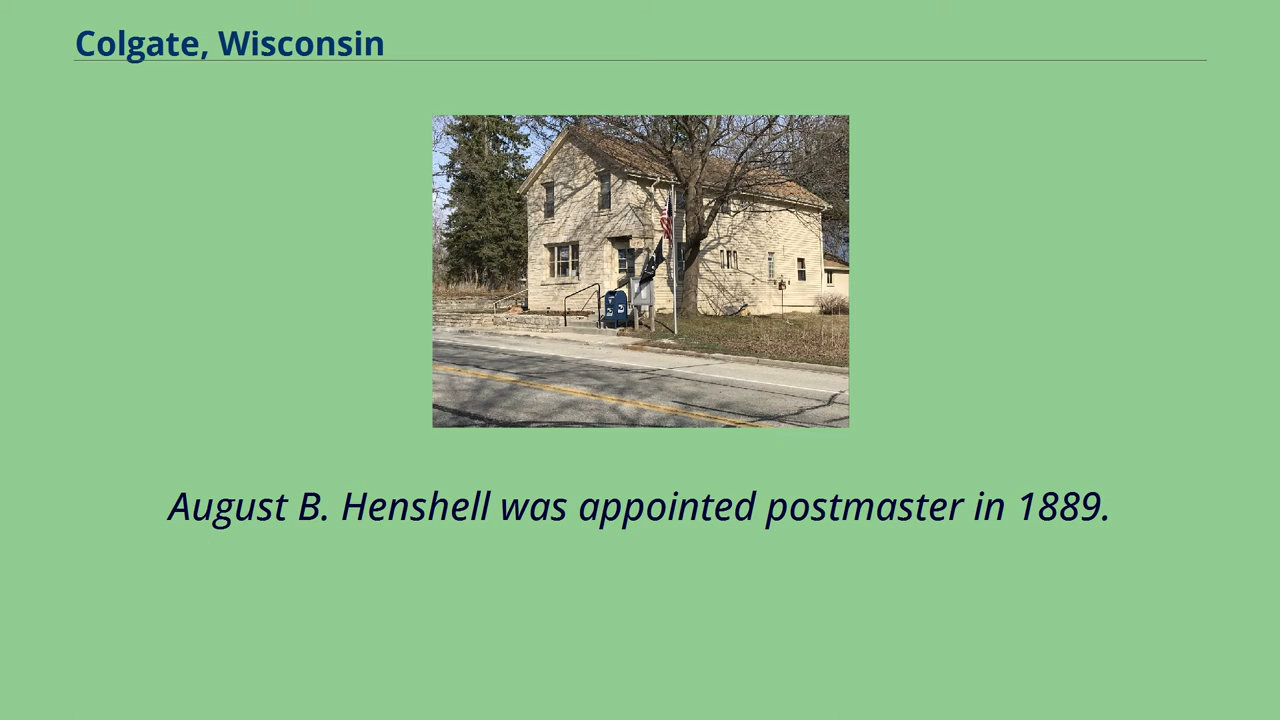 Colgate, Wisconsin
August B. Henshell was appointed postmaster in 1889.